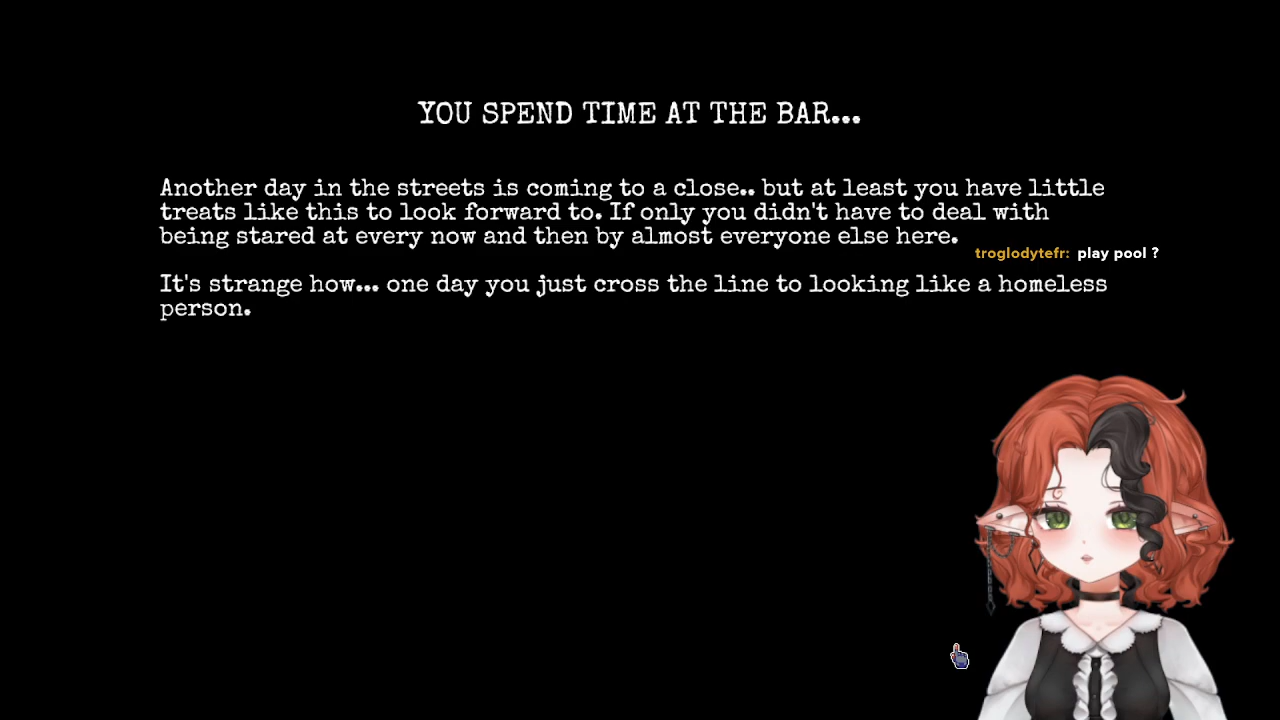 YOU SPEND TIME AT THE BAR...
Another day in the streets is coming to a close.. but at least you have little
treats like this to look forward to. If only you didn't have to deal with
being stared at every now and then by almost everyone else here.
troglodytefr: play pool ?
It's strange how... one day you just cross the line to looking like a homeless
person.